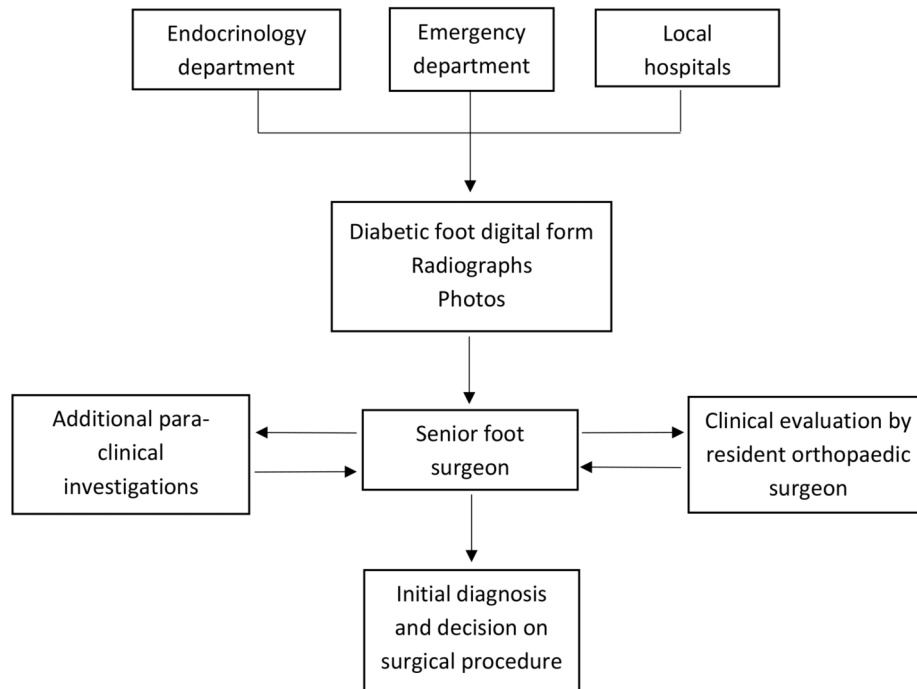 Endocrinology
department
Emergency
department
Local
hospitals
Diabetic foot digital form
Radiographs
Photos
Additional para-
clinical
investigations
Senior foot
surgeon
Clinical evaluation by
resident orthopaedic
surgeon
Initial diagnosis
and decision on
surgical procedure